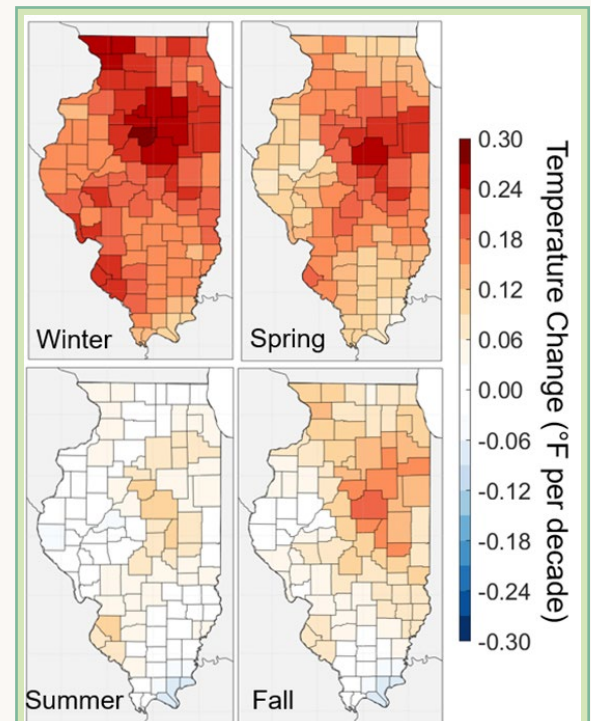 Winter
Spring
Summer
Fall
0.30
0.24
0.18
0.12
0.06
0.00
-0.06
-0.12
-0.18
-0.24
-0.30
Temperature Change (°F per decade)